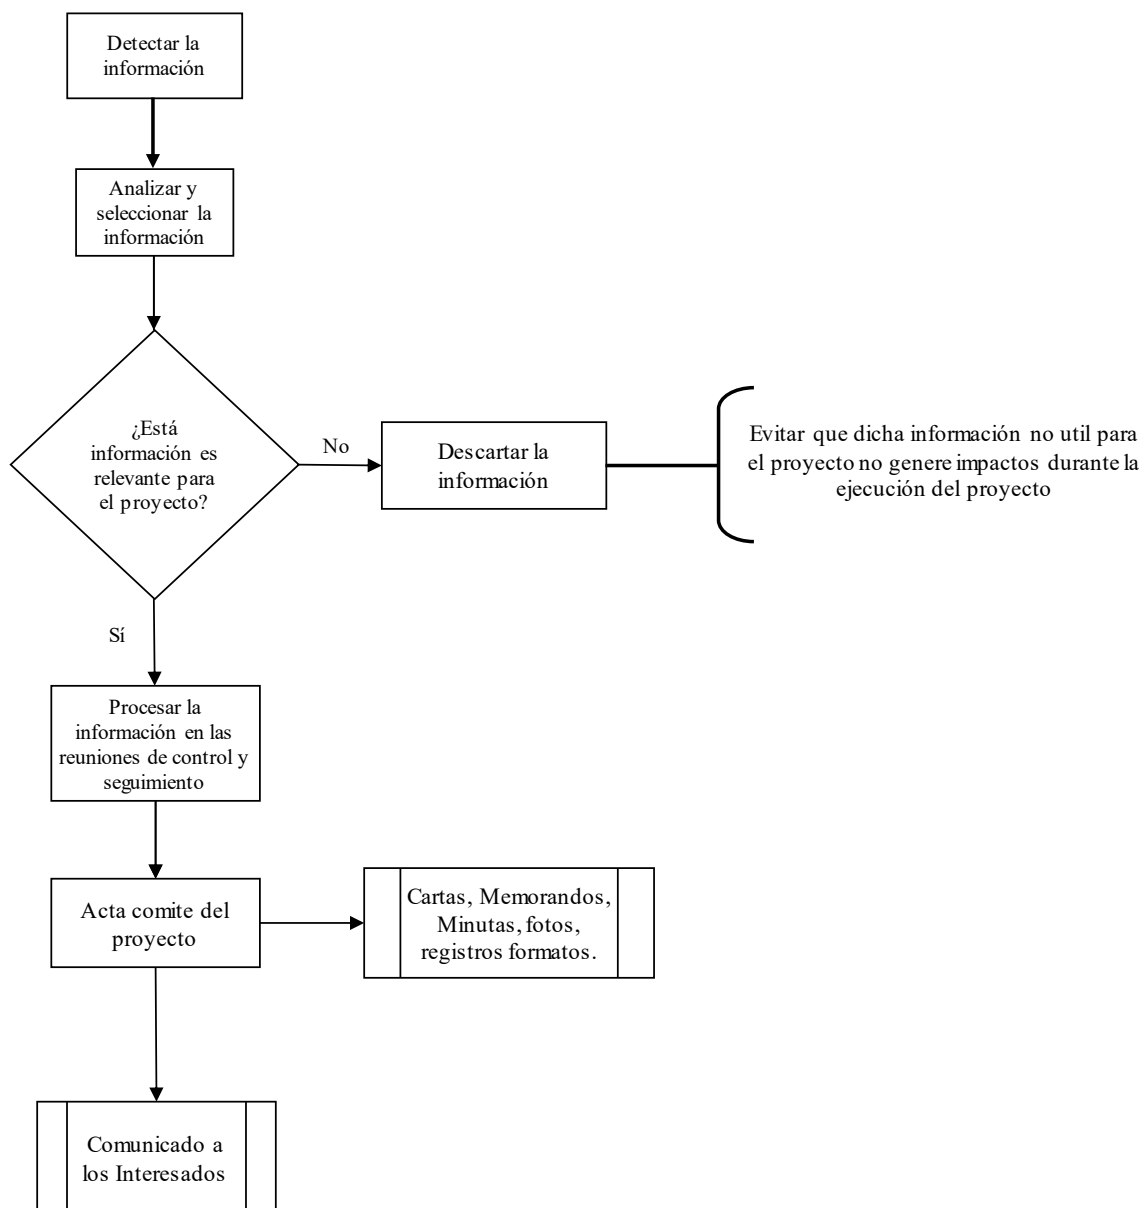 Detectar la
información
Analizar y
seleccionar la
información
¿Está
información es
relevante para
el proyecto?
No
Descartar la
información
Evitar que dicha información no util para
el proyecto no genere impactos durante la
ejecución del proyecto
Sí
Procesar la
información en las
reuniones de control y
seguimiento
Acta comite del
proyecto
Cartas, Memorandos,
Minutas, fotos,
registros formatos.
Comunicado a
los Interesados